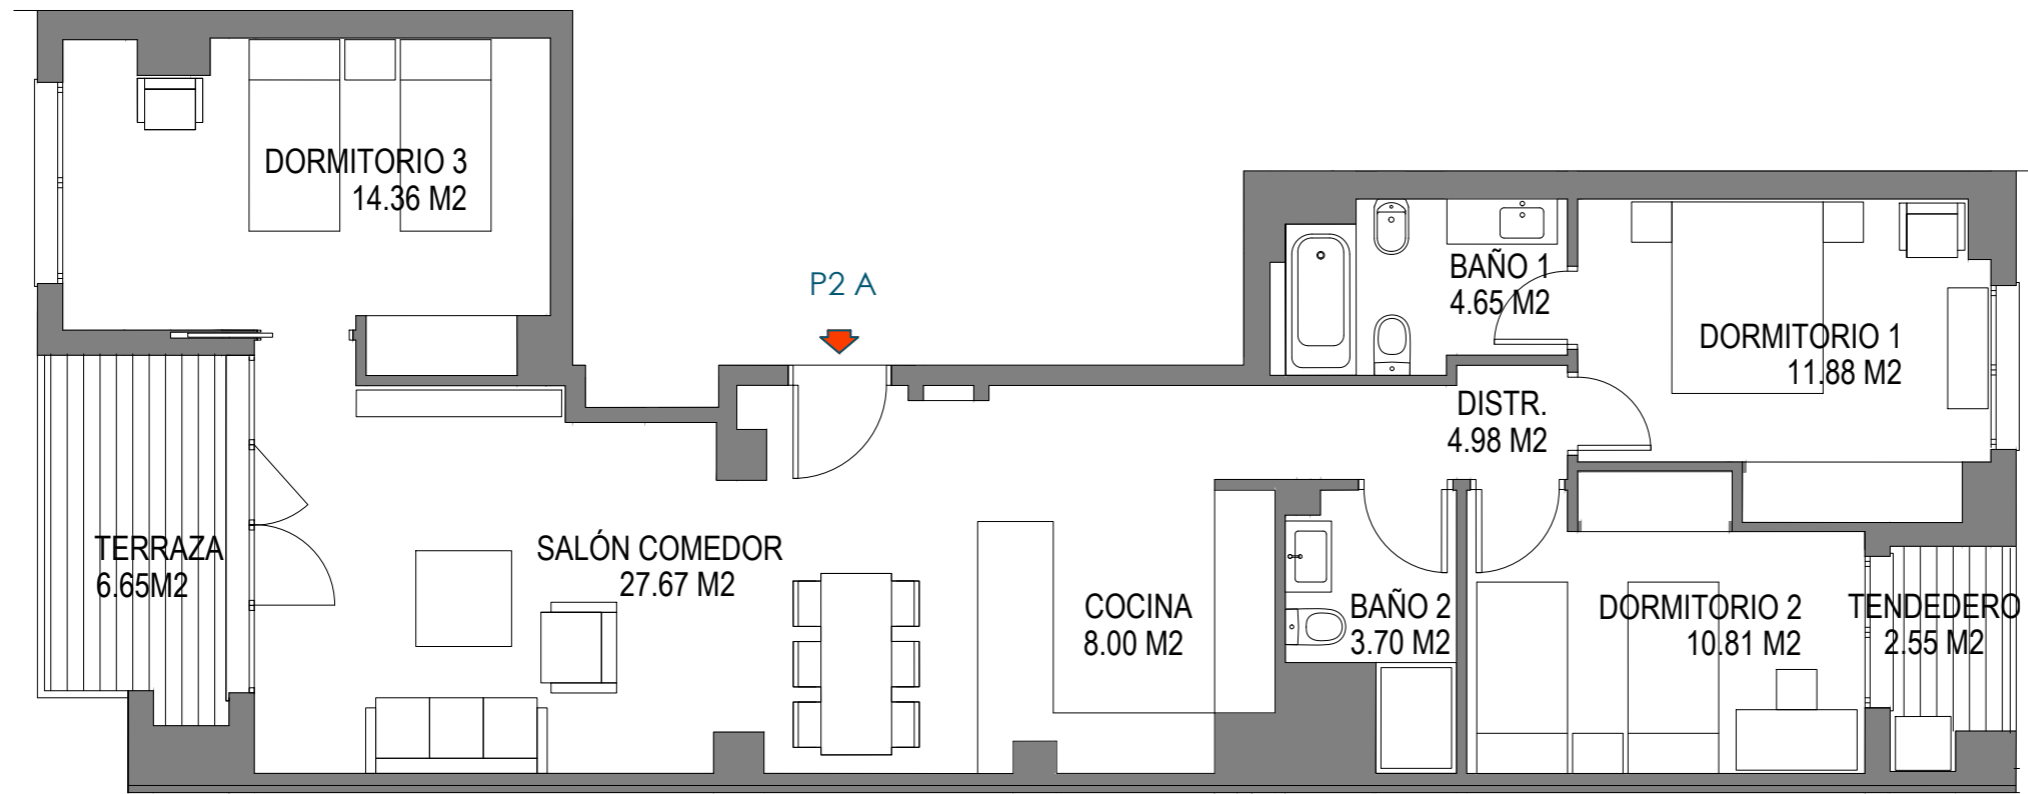 DORMITORIO 3
14.36 M2
P2 A
BAÑO 1
4.65 M2
DORMITORIO 1
11.88 M2
DISTR.
4.98 M2
TERRAZA
6.65M2
SALÓN COMEDOR
27.67 M2
COCINA
8.00 M2
BAÑO 2
3.70 M2
DORMITORIO 2
10.81 M2
TENDEDERO
2.55 M2